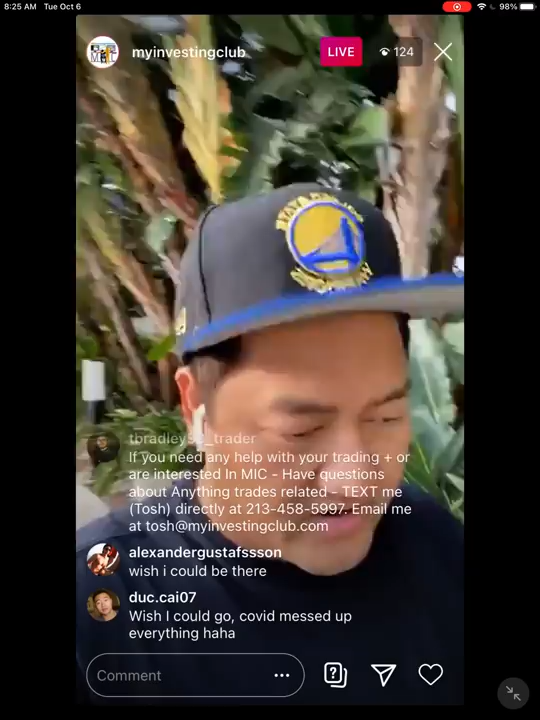 8:25 AM Tue Oct 6
98%
myinvestingclub
LIVE
124
tbradley90_trader
If you need any help with your trading + or
are interested In MIC - Have questions
about Anything trades related - TEXT me
(Tosh) directly at 213-458-5997. Email me
at tosh@myinvestingclub.com
alexandergustafssson
wish i could be there
duc.cai07
Wish I could go, covid messed up
everything haha
Comment